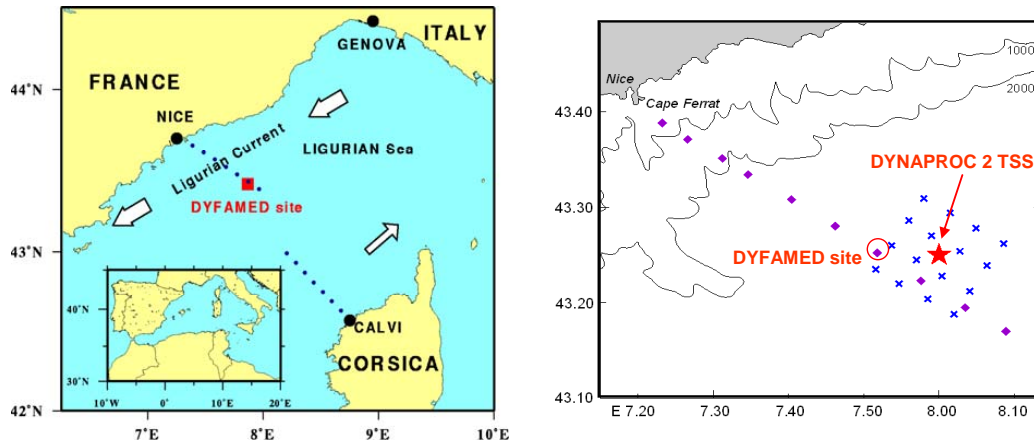 ITALY
GENOVA
FRANCE
44°N
NICE
Ligurian Current
LIGURIAN Sea
DYFAMED site
43°N
40°N
30°N
10°W 0° 10°E 20°E
CALVI
CORSICA
42°N
7°E 8°E 9°E 10°E
1000
2000
Nice
Cape Ferrat
43.40
DYNAPROC 2 TSS
43.30
DYFAMED site
43.20
43.10
E 7.20 7.30 7.40 7.50 8.00 8.10